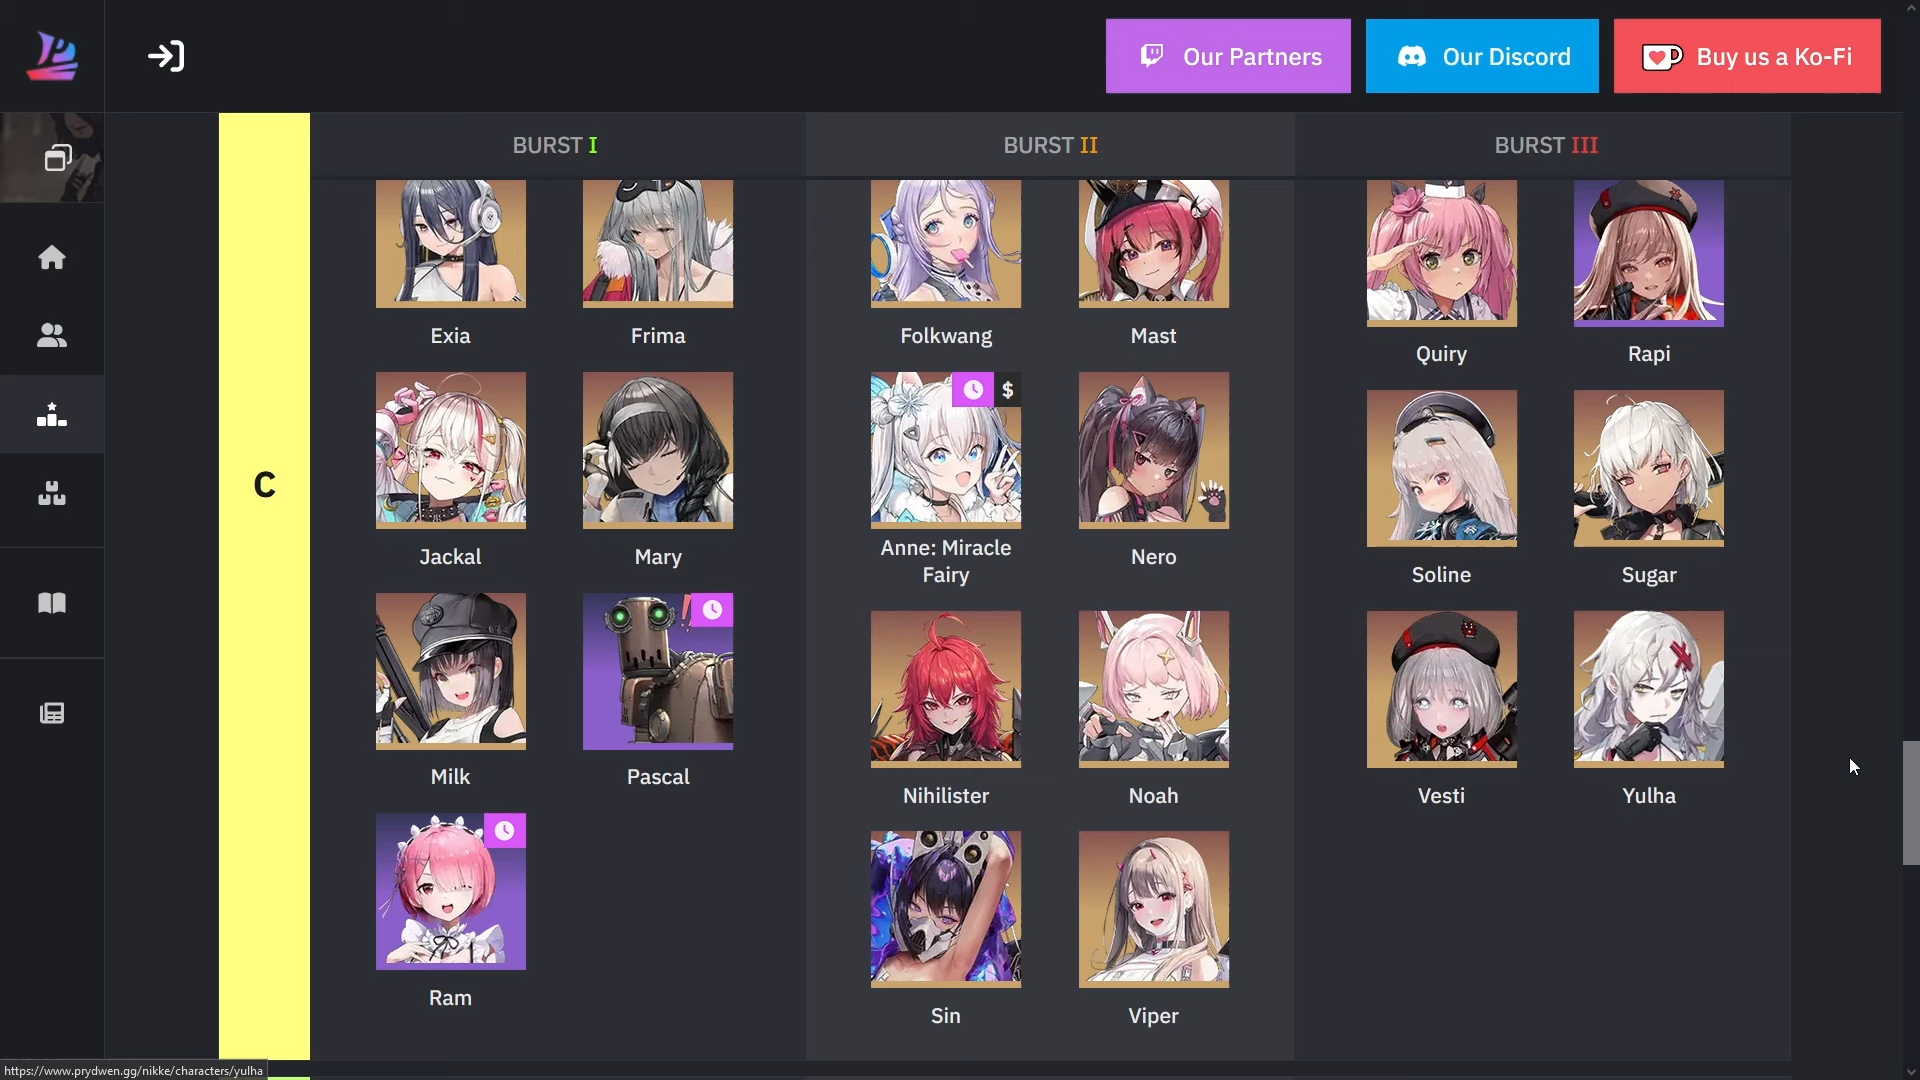 Our Partners
Our Discord
Buy us a Ko-Fi
BURST I
BURST II
BURST III
C
Exia
Frima
Folkwang
Mast
Quiry
Rapi
$
Jackal
Mary
Anne: Miracle
Fairy
Nero
Soline
Sugar
Milk
Pascal
Nihilister
Noah
Vesti
Yulha
Ram
Sin
Viper
https://www.prydwen.gg/nikke/characters/yulha